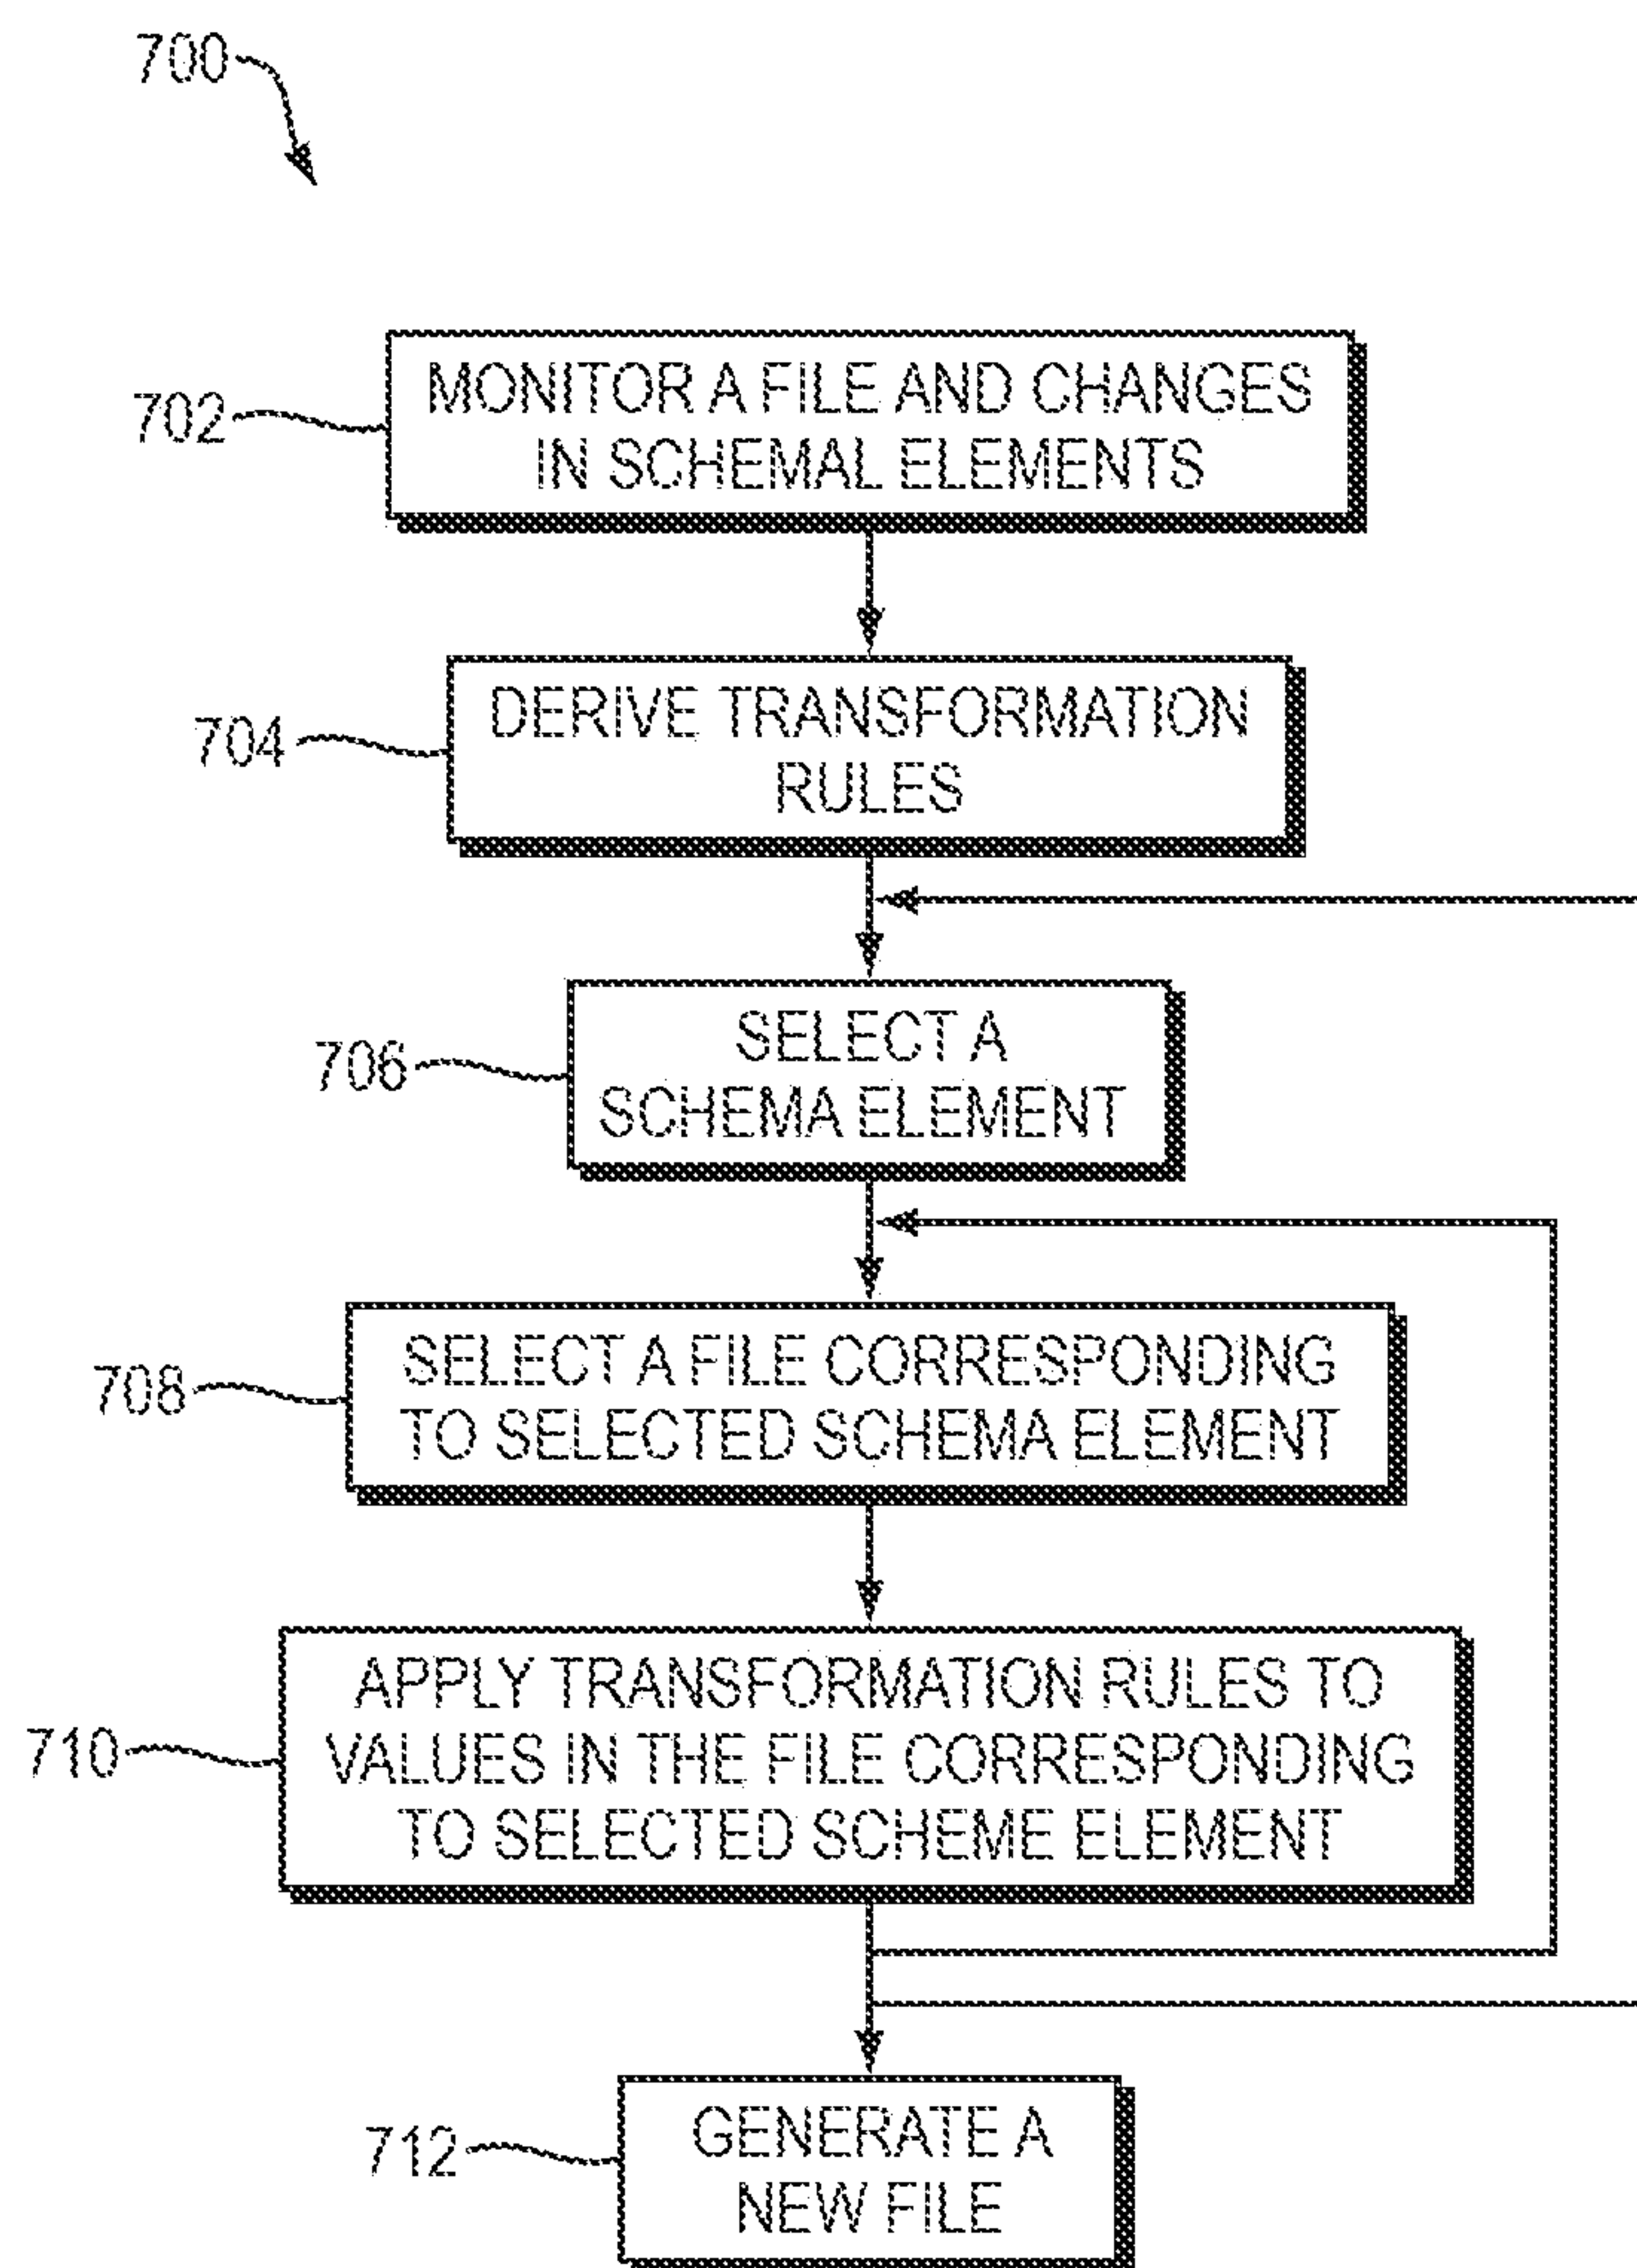 700
702
MONITOR A FILE AND CHANGES
IN SCHEMAL ELEMENTS
704
DERIVE TRANSFORMATION
RULES
706
SELECT A
SCHEMA ELEMENT
708
SELECT A FILE CORRESPONDING
TO SELECTED SCHEMA ELEMENT
710
APPLY TRANSFORMATION RULES TO
VALUES IN THE FILE CORRESPONDING
TO SELECTED SCHEME ELEMENT
712
GENERATE A
NEW FILE